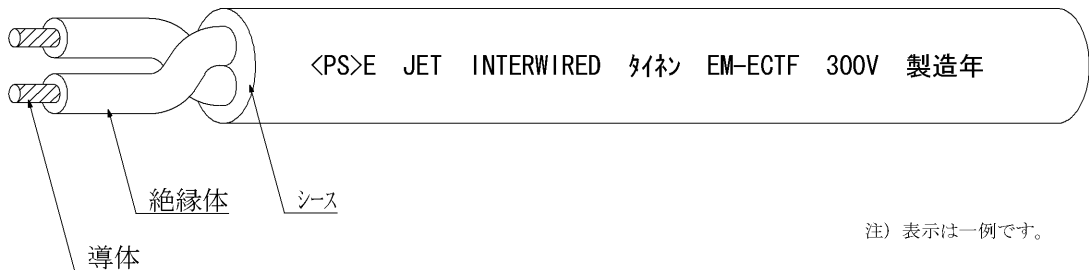 <PS>E JET INTERWIRED ﾀｲﾈﾝ EM-ECTF 300V 製造年
絶縁体
シース
注) 表示は一例です。
導体